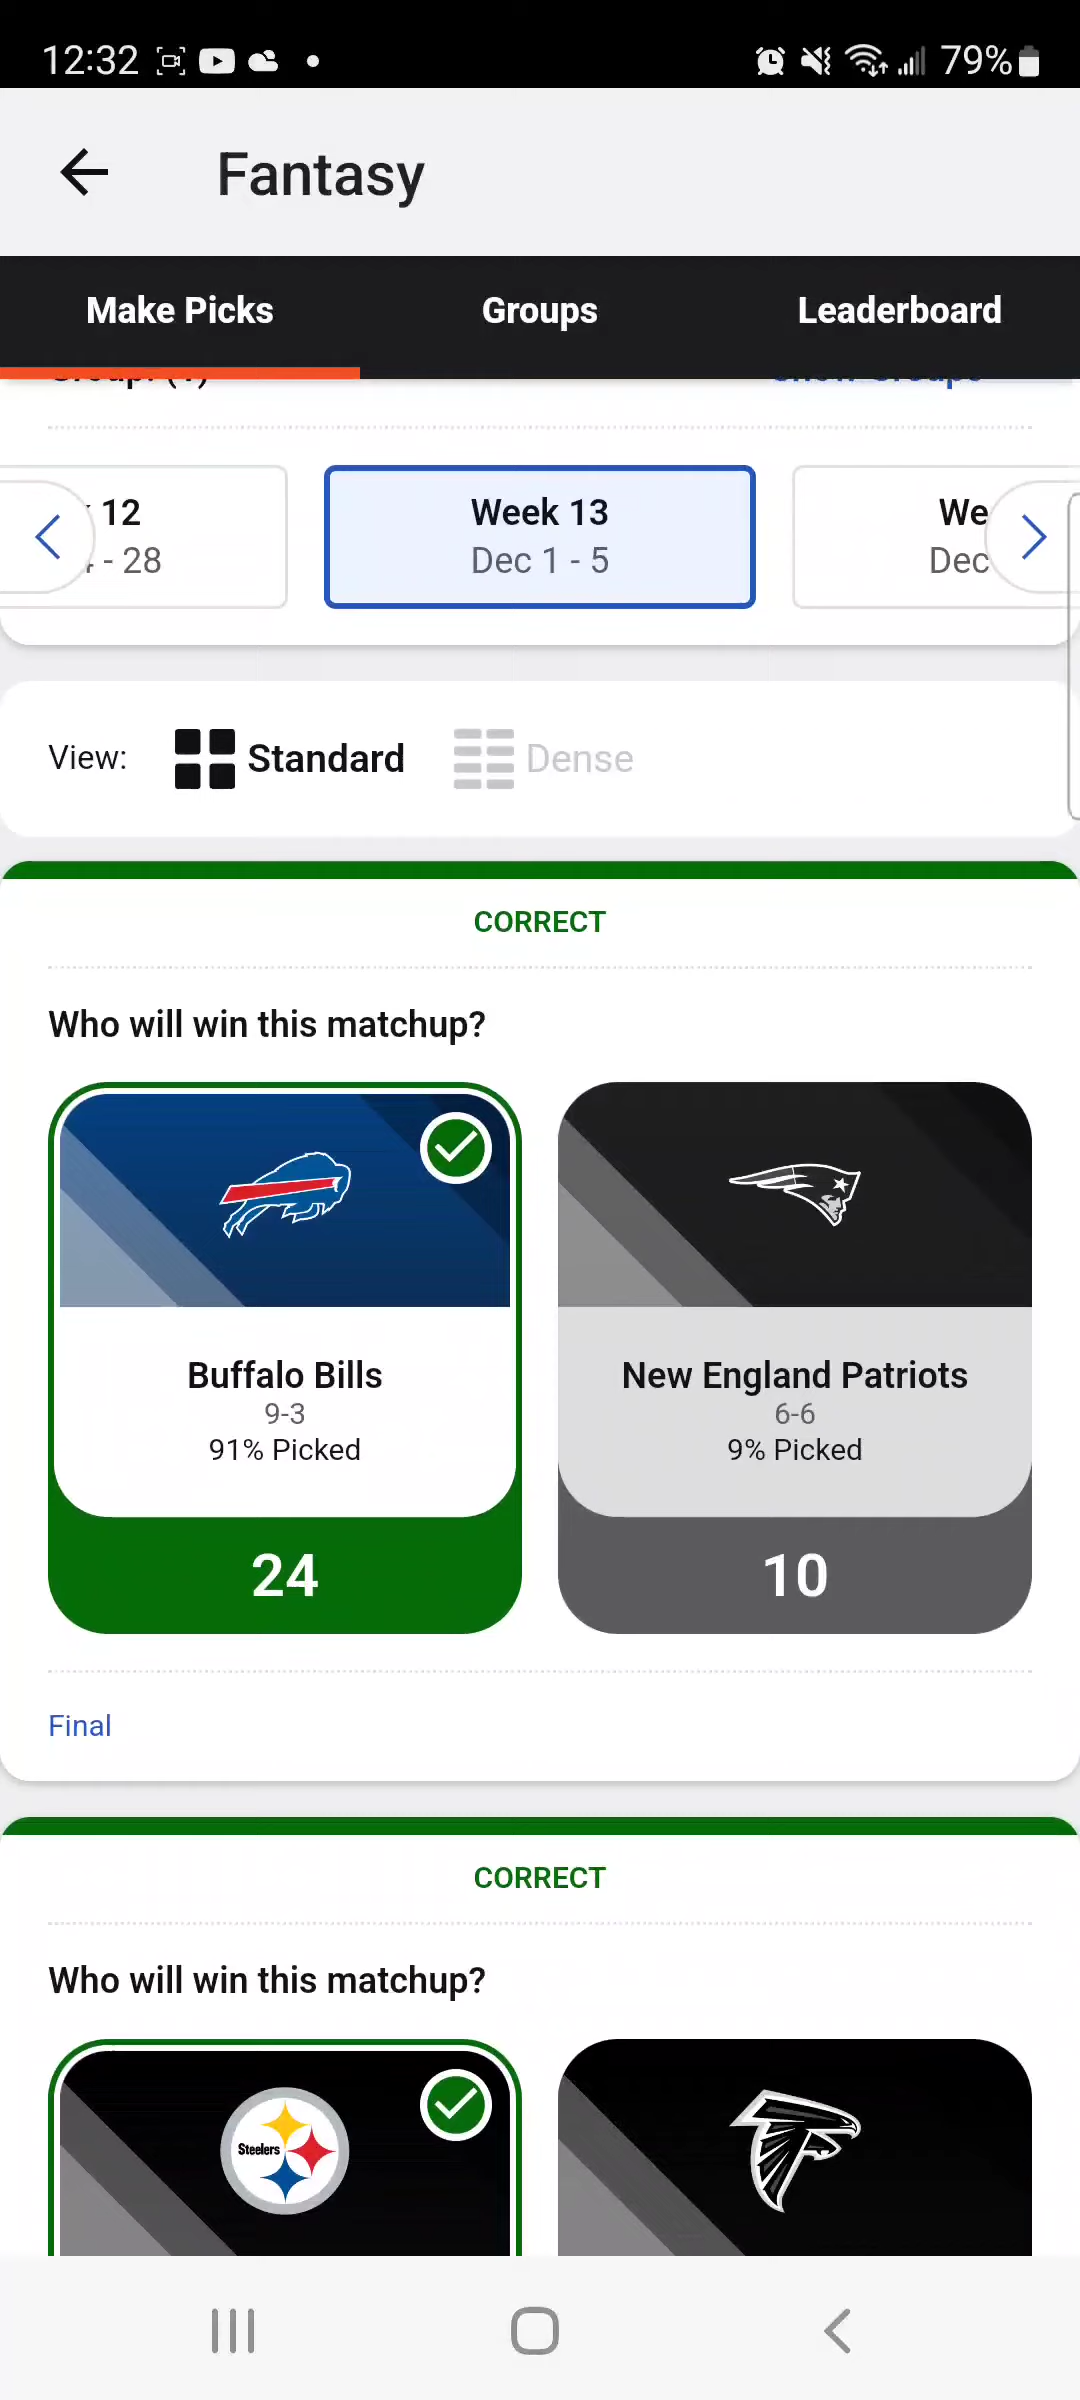 12:32
79%
Fantasy
Make Picks Groups Leaderboard
12 Week 13 We
- 28 Dec 1 - 5 Dec
View: Standard Dense
CORRECT
Who will win this matchup?
Buffalo Bills New England Patriots
9-3 6-6
91% Picked 9% Picked
24 10
Final
CORRECT
Who will win this matchup?
Steelers